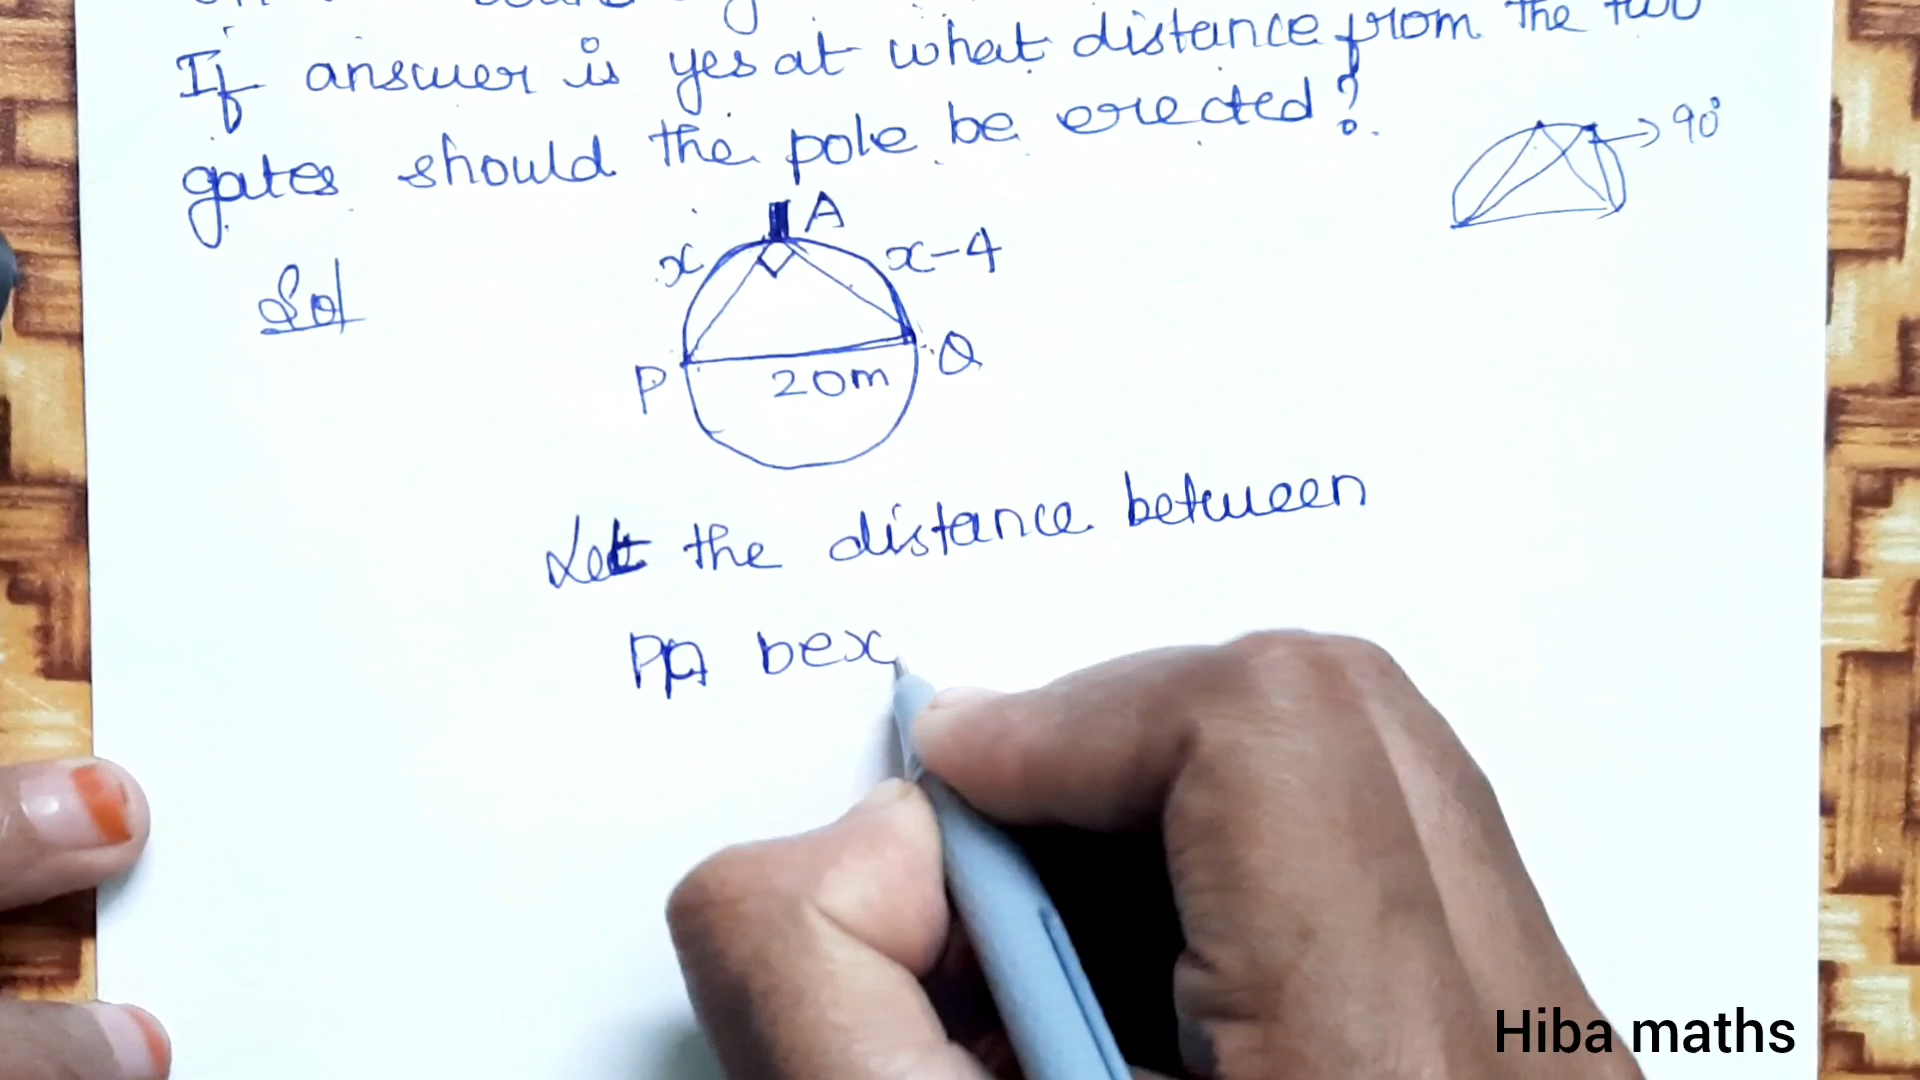 If answer is yes at what distance from the two
gates should the pole be erected?
90°
A
x
x-4
Sol
P
Q
20m
Let the distance between
PA be x
Hiba maths